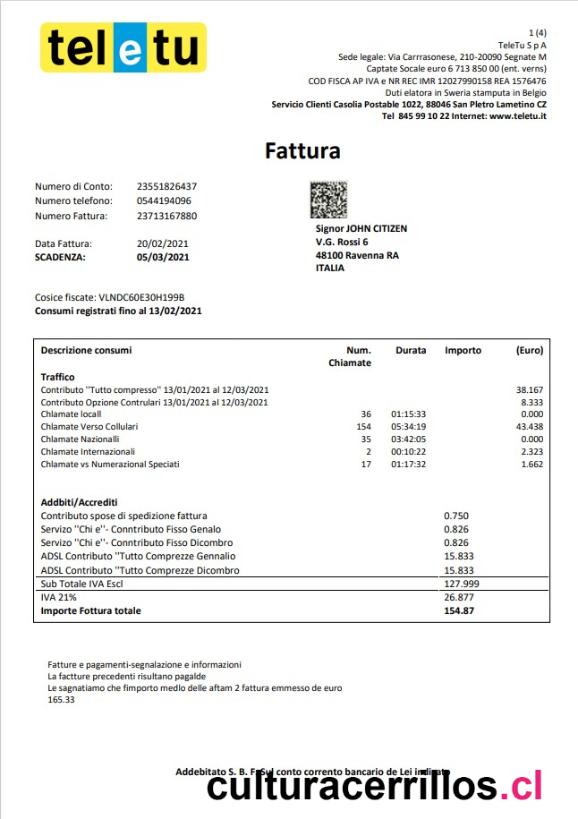 teletu
1 (4)
TeleTu S p A
Sede legale: Via Carrrasonese, 210-20090 Segnate M
Captate Socale euro 6 713 850 00 (ent. verns)
COD FISCA AP IVA e NR REC IMR 12027990158 REA 1576476
Duti elatora in Sweria stamputa in Belgio
Servicio Clienti Casolia Postable 1022, 88046 San Pletro Lametino CZ
Tel 845 99 10 22 Internet: www.teletu.it
Fattura
Numero di Conto: 23551826437
Numero telefono: 0544194096
Numero Fattura: 23713167880
Data Fattura: 20/02/2021
SCADENZA: 05/03/2021
Signor JOHN CITIZEN
V.G. Rossi 6
48100 Ravenna RA
ITALIA
Cosice fiscate: VLNDC60E30H199B
Consumi registrati fino al 13/02/2021
Descrizione consumi Num. Chiamate Durata Importo (Euro)
Traffico
Contributo "Tutto compresso" 13/01/2021 al 12/03/2021 38.167
Contributo Opzione Contrulari 13/01/2021 al 12/03/2021 8.333
Chlamate locall 36 01:15:33 0.000
Chlamate Verso Collulari 154 05:34:19 43.438
Chlamate Nazionalli 35 03:42:05 0.000
Chlamate Internazionali 2 00:10:22 2.323
Chlamate vs Numerazional Speciati 17 01:17:32 1.662
Addbiti/Accrediti
Contributo spose di spedizione fattura 0.750
Servizo "Chi e"- Conntributo Fisso Genalo 0.826
Servizo "Chi e"- Conntributo Fisso Dicombro 0.826
ADSL Contributo "Tutto Comprezze Gennalio 15.833
ADSL Contributo "Tutto Comprezze Dicombro 15.833
Sub Totale IVA Escl 127.999
IVA 21% 26.877
Importe Fottura totale 154.87
Fatture e pagamenti-segnalazione e informazioni
La factture precedenti risultano pagalde
Le sagnatiamo che fimporto medlo delle aftam 2 fattura emmesso de euro
165.33
Addebitato S. B. F. Sul conto corrento bancario de Lei indirato
culturacerrillos.cl